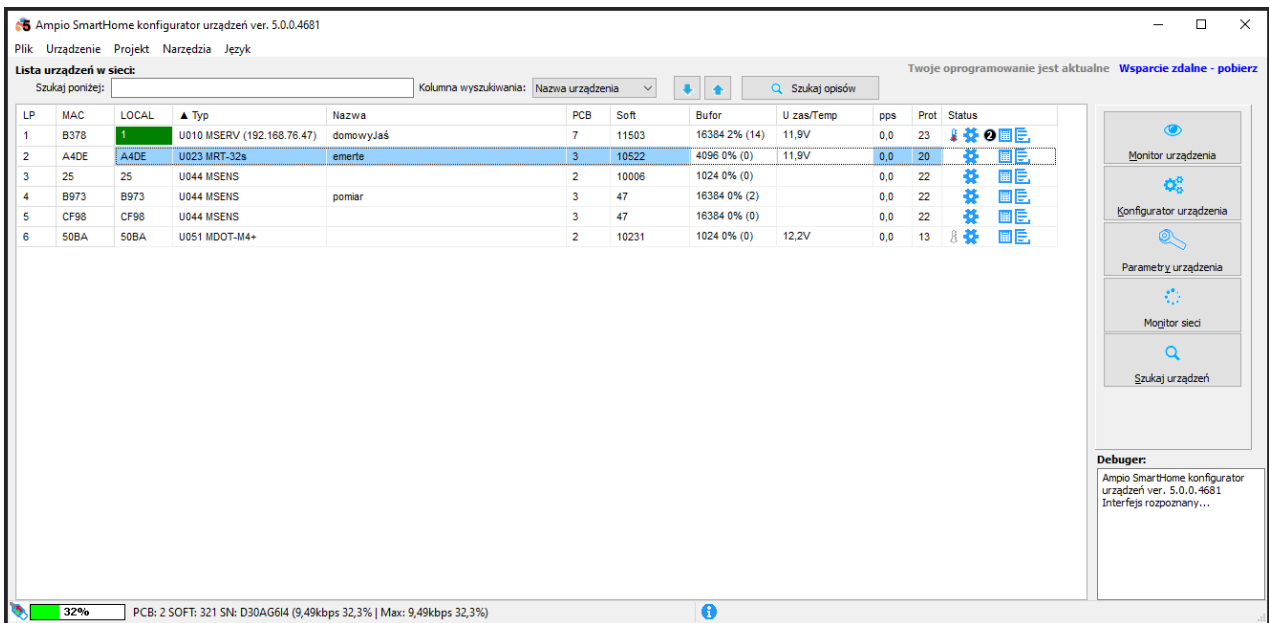 Ampio SmartHome konfigurator urządzeń ver. 5.0.0.4681
Plik Urządzenie Projekt Narzędzia Język
Lista urządzeń w sieci:
Twoje oprogramowanie jest aktualne Wsparcie zdalne - pobierz
Szukaj poniżej: Kolumna wyszukiwania: Nazwa urządzenia Szukaj opisów
LP MAC LOCAL ▲ Typ Nazwa PCB Soft Bufor U zas/Temp pps Prot Status
1 B378 1 U010 MSERV (192.168.76.47) domowyJaś 7 11503 16384 2% (14) 11,9V 0,0 23 2
2 A4DE A4DE U023 MRT-32s emerte 3 10522 4096 0% (0) 11,9V 0,0 20
3 25 25 U044 MSENS 2 10006 1024 0% (0) 0,0 22
4 B973 B973 U044 MSENS pomiar 3 47 16384 0% (2) 0,0 22
5 CF98 CF98 U044 MSENS 3 47 16384 0% (0) 0,0 22
6 50BA 50BA U051 MDOT-M4+ 2 10231 1024 0% (0) 12,2V 0,0 13
Monitor urządzenia
Konfigurator urządzenia
Parametry urządzenia
Monitor sieci
Szukaj urządzeń
Debuger:
Ampio SmartHome konfigurator
urządzeń ver. 5.0.0.4681
Interfejs rozpoznany...
32% PCB: 2 SOFT: 321 SN: D30AG6I4 (9,49kbps 32,3% | Max: 9,49kbps 32,3%)